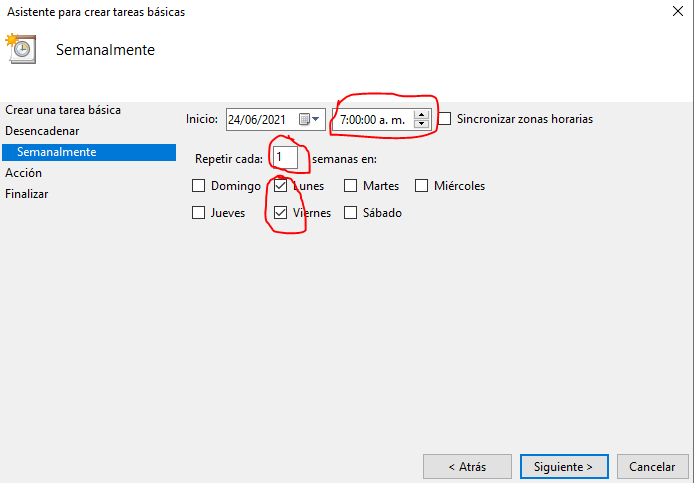 Asistente para crear tareas básicas
Semanalmente
Crear una tarea básica
Desencadenar
Semanalmente
Acción
Finalizar
Inicio: 24/06/2021 7:00:00 a. m. Sincronizar zonas horarias
Repetir cada: 1 semanas en:
Domingo Lunes Martes Miércoles
Jueves Viernes Sábado
< Atrás Siguiente > Cancelar